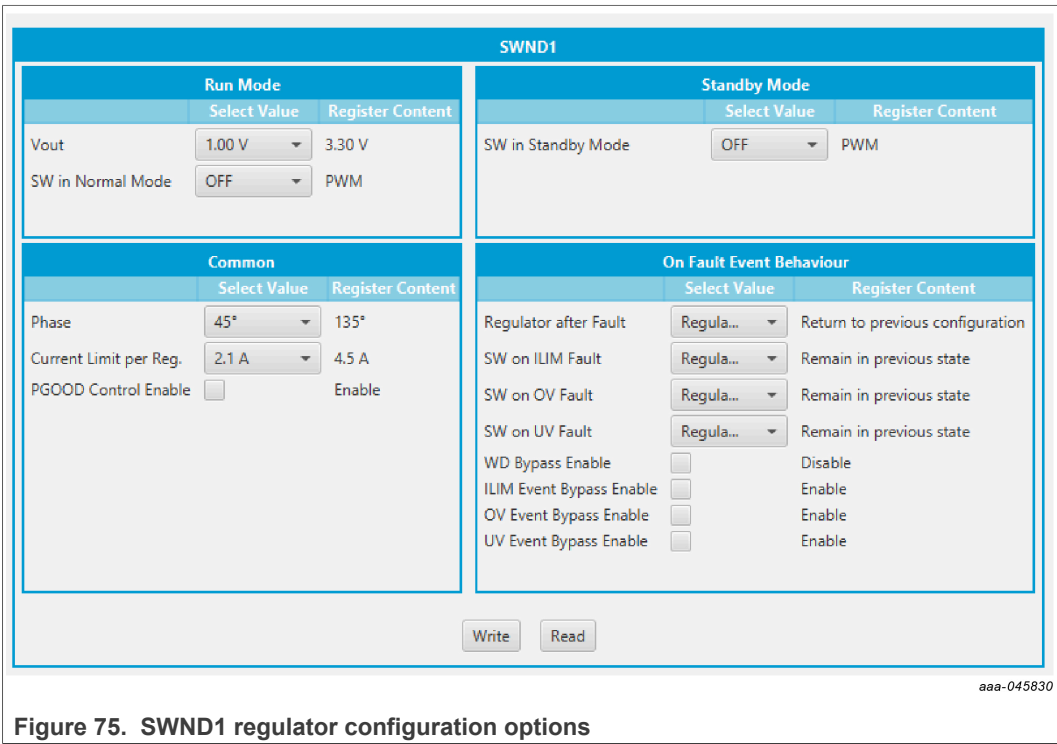 SWND1
Run Mode
Select Value Register Content
Vout 1.00 V 3.30 V
SW in Normal Mode OFF PWM
Standby Mode
Select Value Register Content
SW in Standby Mode OFF PWM
Common
Select Value Register Content
Phase 45° 135°
Current Limit per Reg. 2.1 A 4.5 A
PGOOD Control Enable Enable
On Fault Event Behaviour
Select Value Register Content
Regulator after Fault Regula... Return to previous configuration
SW on ILIM Fault Regula... Remain in previous state
SW on OV Fault Regula... Remain in previous state
SW on UV Fault Regula... Remain in previous state
WD Bypass Enable Disable
ILIM Event Bypass Enable Enable
OV Event Bypass Enable Enable
UV Event Bypass Enable Enable
Write Read
aaa-045830
Figure 75. SWND1 regulator configuration options